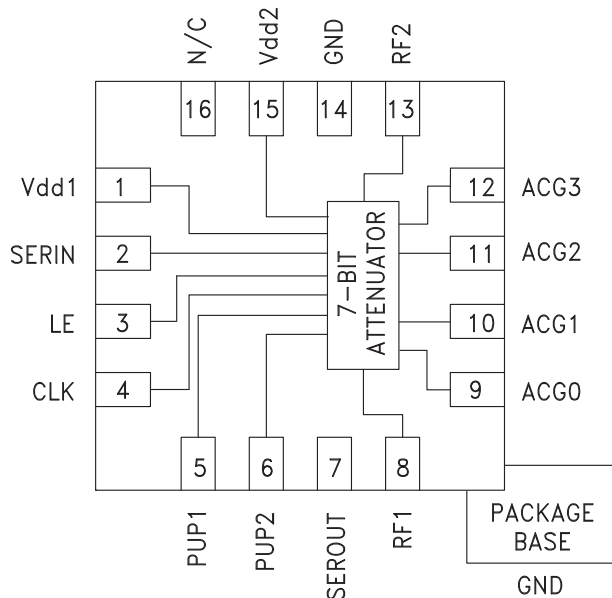 N/C
Vdd2
GND
RF2
16
15
14
13
Vdd1
1
12
ACG3
SERIN
2
11
ACG2
7-BIT
ATTENUATOR
LE
3
10
ACG1
CLK
4
9
ACG0
5
6
7
8
PUP1
PUP2
SEROUT
RF1
PACKAGE
BASE
GND